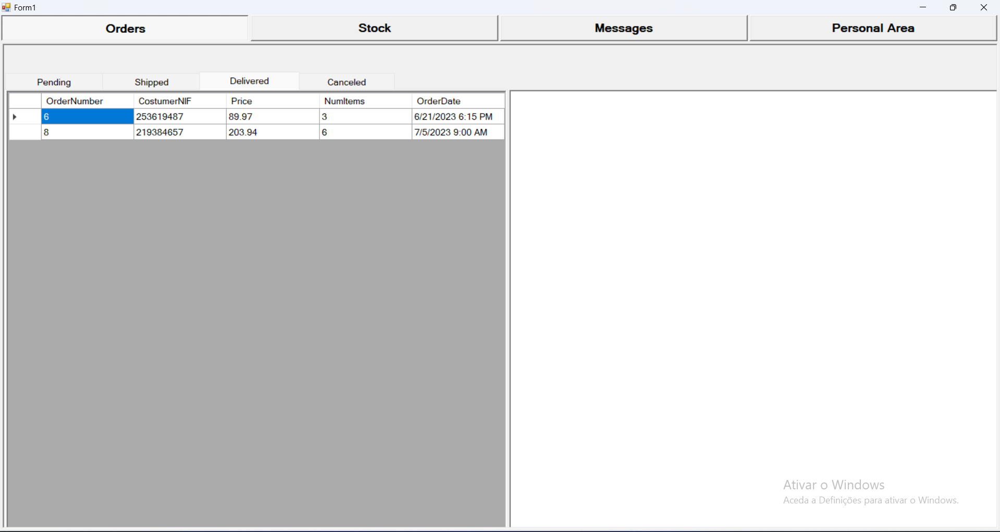 Form1
Orders Stock Messages Personal Area
Pending Shipped Delivered Canceled
OrderNumber CostumerNIF Price NumItems OrderDate
6 253619487 89.97 3 6/21/2023 6:15 PM
8 219384657 203.94 6 7/5/2023 9:00 AM
Ativar o Windows
Aceda a Definições para ativar o Windows.